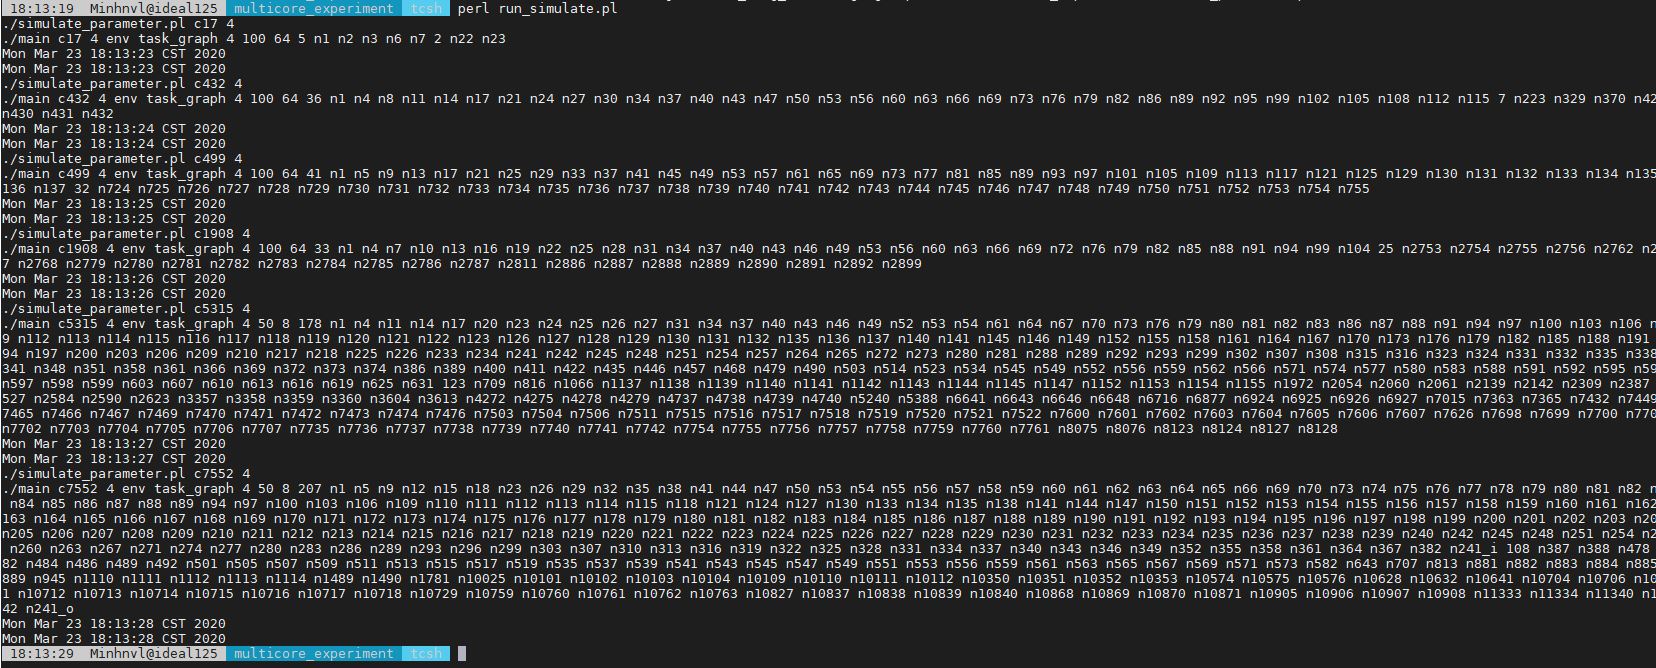 18:13:19 Minhnvl@ideal125 multicore_experiment tcsh perl run_simulate.pl
./simulate_parameter.pl c17 4
./main c17 4 env task_graph 4 100 64 5 n1 n2 n3 n6 n7 2 n22 n23
Mon Mar 23 18:13:23 CST 2020
Mon Mar 23 18:13:23 CST 2020
./simulate_parameter.pl c432 4
./main c432 4 env task_graph 4 100 64 36 n1 n4 n8 n11 n14 n17 n21 n24 n27 n30 n34 n37 n40 n43 n47 n50 n53 n56 n60 n63 n66 n69 n73 n76 n79 n82 n86 n89 n92 n95 n99 n102 n105 n108 n112 n115 7 n223 n329 n370 n42
n430 n431 n432
Mon Mar 23 18:13:24 CST 2020
Mon Mar 23 18:13:24 CST 2020
./simulate_parameter.pl c499 4
./main c499 4 env task_graph 4 100 64 41 n1 n5 n9 n13 n17 n21 n25 n29 n33 n37 n41 n45 n49 n53 n57 n61 n65 n69 n73 n77 n81 n85 n89 n93 n97 n101 n105 n109 n113 n117 n121 n125 n129 n130 n131 n132 n133 n134 n135
136 n137 32 n724 n725 n726 n727 n728 n729 n730 n731 n732 n733 n734 n735 n736 n737 n738 n739 n740 n741 n742 n743 n744 n745 n746 n747 n748 n749 n750 n751 n752 n753 n754 n755
Mon Mar 23 18:13:25 CST 2020
Mon Mar 23 18:13:25 CST 2020
./simulate_parameter.pl c1908 4
./main c1908 4 env task_graph 4 100 64 33 n1 n4 n7 n10 n13 n16 n19 n22 n25 n28 n31 n34 n37 n40 n43 n46 n49 n53 n56 n60 n63 n66 n69 n72 n76 n79 n82 n85 n88 n91 n94 n99 n104 25 n2753 n2754 n2755 n2756 n2762 n2
7 n2768 n2779 n2780 n2781 n2782 n2783 n2784 n2785 n2786 n2787 n2811 n2886 n2887 n2888 n2889 n2890 n2891 n2892 n2899
Mon Mar 23 18:13:26 CST 2020
Mon Mar 23 18:13:26 CST 2020
./simulate_parameter.pl c5315 4
./main c5315 4 env task_graph 4 50 8 178 n1 n4 n11 n14 n17 n20 n23 n24 n25 n26 n27 n31 n34 n37 n40 n43 n46 n49 n52 n53 n54 n61 n64 n67 n70 n73 n76 n79 n80 n81 n82 n83 n86 n87 n88 n91 n94 n97 n100 n103 n106 n
9 n112 n113 n114 n115 n116 n117 n118 n119 n120 n121 n122 n123 n126 n127 n128 n129 n130 n131 n132 n135 n136 n137 n140 n141 n145 n146 n149 n152 n155 n158 n161 n164 n167 n170 n173 n176 n179 n182 n185 n188 n191
94 n197 n200 n203 n206 n209 n210 n217 n218 n225 n226 n233 n234 n241 n242 n245 n248 n251 n254 n257 n264 n265 n272 n273 n280 n281 n288 n289 n292 n293 n299 n302 n307 n308 n315 n316 n323 n324 n331 n332 n335 n338
341 n348 n351 n358 n361 n366 n369 n372 n373 n374 n386 n389 n400 n411 n422 n435 n446 n457 n468 n479 n490 n503 n514 n523 n534 n545 n549 n552 n556 n559 n562 n566 n571 n574 n577 n580 n583 n588 n591 n592 n595 n59
n597 n598 n599 n603 n607 n610 n613 n616 n619 n625 n631 123 n709 n816 n1066 n1137 n1138 n1139 n1140 n1141 n1142 n1143 n1144 n1145 n1147 n1152 n1153 n1154 n1155 n1972 n2054 n2060 n2061 n2139 n2142 n2309 n2387
527 n2584 n2590 n2623 n3357 n3358 n3359 n3360 n3604 n3613 n4272 n4275 n4278 n4279 n4737 n4738 n4739 n4740 n5240 n5388 n6641 n6643 n6646 n6648 n6716 n6877 n6924 n6925 n6926 n6927 n7015 n7363 n7365 n7432 n7449
7465 n7466 n7467 n7469 n7470 n7471 n7472 n7473 n7474 n7476 n7503 n7504 n7506 n7511 n7515 n7516 n7517 n7518 n7519 n7520 n7521 n7522 n7600 n7601 n7602 n7603 n7604 n7605 n7606 n7607 n7626 n7698 n7699 n7700 n770
n7702 n7703 n7704 n7705 n7706 n7707 n7735 n7736 n7737 n7738 n7739 n7740 n7741 n7742 n7754 n7755 n7756 n7757 n7758 n7759 n7760 n7761 n8075 n8076 n8123 n8124 n8127 n8128
Mon Mar 23 18:13:27 CST 2020
Mon Mar 23 18:13:27 CST 2020
./simulate_parameter.pl c7552 4
./main c7552 4 env task_graph 4 50 8 207 n1 n5 n9 n12 n15 n18 n23 n26 n29 n32 n35 n38 n41 n44 n47 n50 n53 n54 n55 n56 n57 n58 n59 n60 n61 n62 n63 n64 n65 n66 n69 n70 n73 n74 n75 n76 n77 n78 n79 n80 n81 n82 n
n84 n85 n86 n87 n88 n89 n94 n97 n100 n103 n106 n109 n110 n111 n112 n113 n114 n115 n118 n121 n124 n127 n130 n133 n134 n135 n138 n141 n144 n147 n150 n151 n152 n153 n154 n155 n156 n157 n158 n159 n160 n161 n162
163 n164 n165 n166 n167 n168 n169 n170 n171 n172 n173 n174 n175 n176 n177 n178 n179 n180 n181 n182 n183 n184 n185 n186 n187 n188 n189 n190 n191 n192 n193 n194 n195 n196 n197 n198 n199 n200 n201 n202 n203 n20
n205 n206 n207 n208 n209 n210 n211 n212 n213 n214 n215 n216 n217 n218 n219 n220 n221 n222 n223 n224 n225 n226 n227 n228 n229 n230 n231 n232 n233 n234 n235 n236 n237 n238 n239 n240 n242 n245 n248 n251 n254 n2
n260 n263 n267 n271 n274 n277 n280 n283 n286 n289 n293 n296 n299 n303 n307 n310 n313 n316 n319 n322 n325 n328 n331 n334 n337 n340 n343 n346 n349 n352 n355 n358 n361 n364 n367 n382 n241_i 108 n387 n388 n478
82 n484 n486 n489 n492 n501 n505 n507 n509 n511 n513 n515 n517 n519 n535 n537 n539 n541 n543 n545 n547 n549 n551 n553 n556 n559 n561 n563 n565 n567 n569 n571 n573 n582 n643 n707 n813 n881 n882 n883 n884 n885
889 n945 n1110 n1111 n1112 n1113 n1114 n1489 n1490 n1781 n10025 n10101 n10102 n10103 n10104 n10109 n10110 n10111 n10112 n10350 n10351 n10352 n10353 n10574 n10575 n10576 n10628 n10632 n10641 n10704 n10706 n10
1 n10712 n10713 n10714 n10715 n10716 n10717 n10718 n10729 n10759 n10760 n10761 n10762 n10763 n10827 n10837 n10838 n10839 n10840 n10868 n10869 n10870 n10871 n10905 n10906 n10907 n10908 n11333 n11334 n11340 n1
42 n241_o
Mon Mar 23 18:13:28 CST 2020
Mon Mar 23 18:13:28 CST 2020
18:13:29 Minhnvl@ideal125 multicore_experiment tcsh